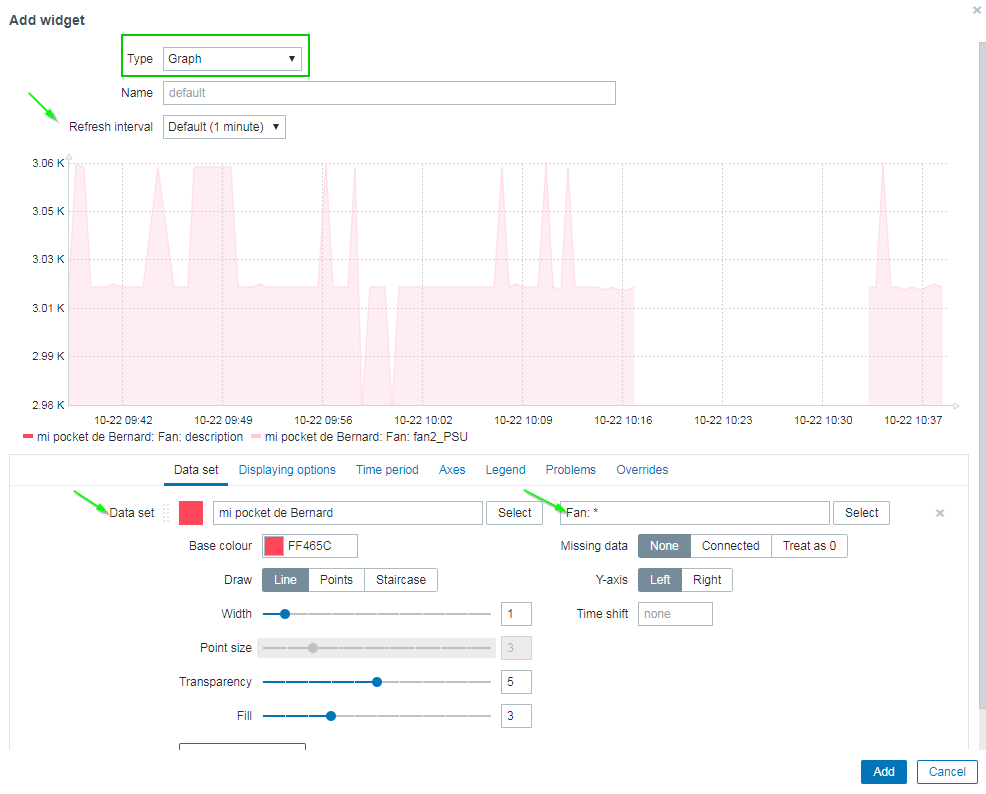 Add widget
×
Type Graph
Name default
Refresh interval Default (1 minute)
3.06 K
3.05 K
3.03 K
3.01 K
2.99 K
2.98 K
10-22 09:42 10-22 09:49 10-22 09:56 10-22 10:02 10-22 10:09 10-22 10:16 10-22 10:23 10-22 10:30 10-22 10:37
mi pocket de Bernard: Fan: description mi pocket de Bernard: Fan: fan2_PSU
Data set Displaying options Time period Axes Legend Problems Overrides
Data set mi pocket de Bernard Select Fan: * Select ×
Base colour FF465C Missing data None Connected Treat as 0
Draw Line Points Staircase Y-axis Left Right
Width 1 Time shift none
Point size 3
Transparency 5
Fill 3
Add Cancel